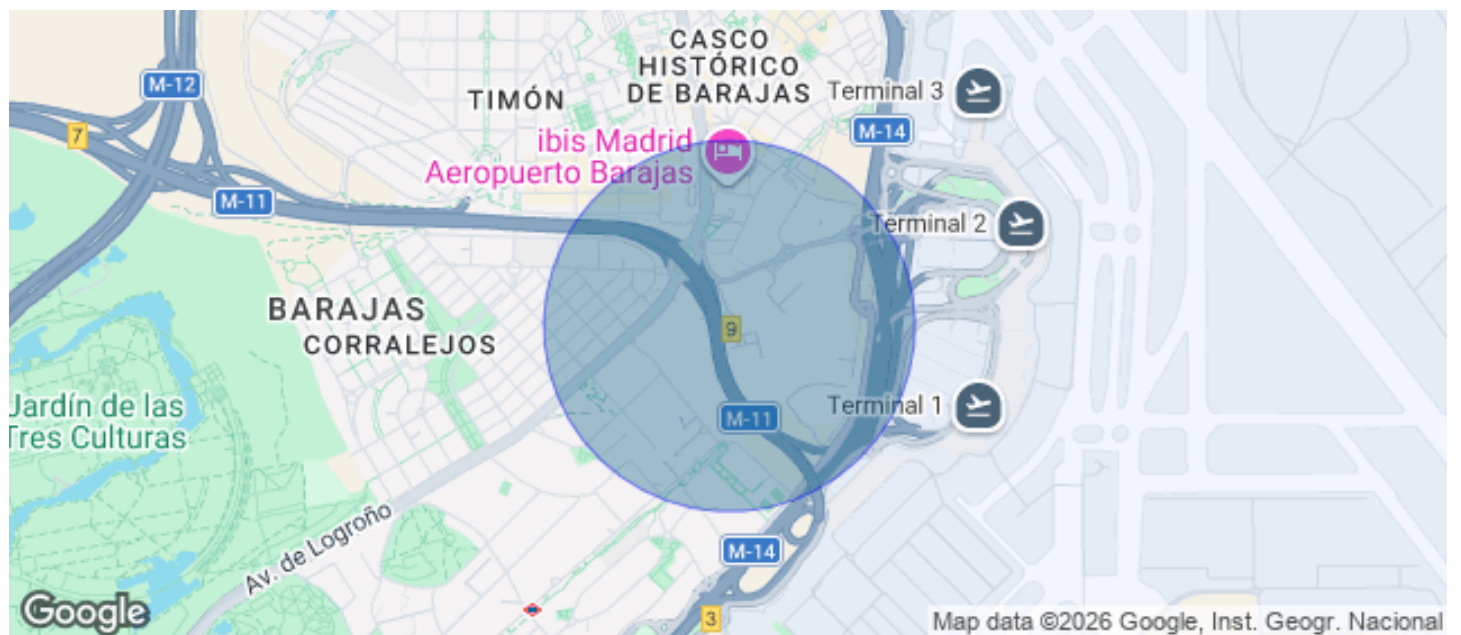 CASCO
HISTÓRICO
DE BARAJAS
Terminal 3
M-12
TIMÓN
M-14
7
ibis Madrid
Aeropuerto Barajas
M-11
Terminal 2
BARAJAS
CORRALEJOS
9
Jardín de las
Tres Culturas
M-11
Terminal 1
Av. de Logroño
M-14
3
Google
Map data ©2026 Google, Inst. Geogr. Nacional